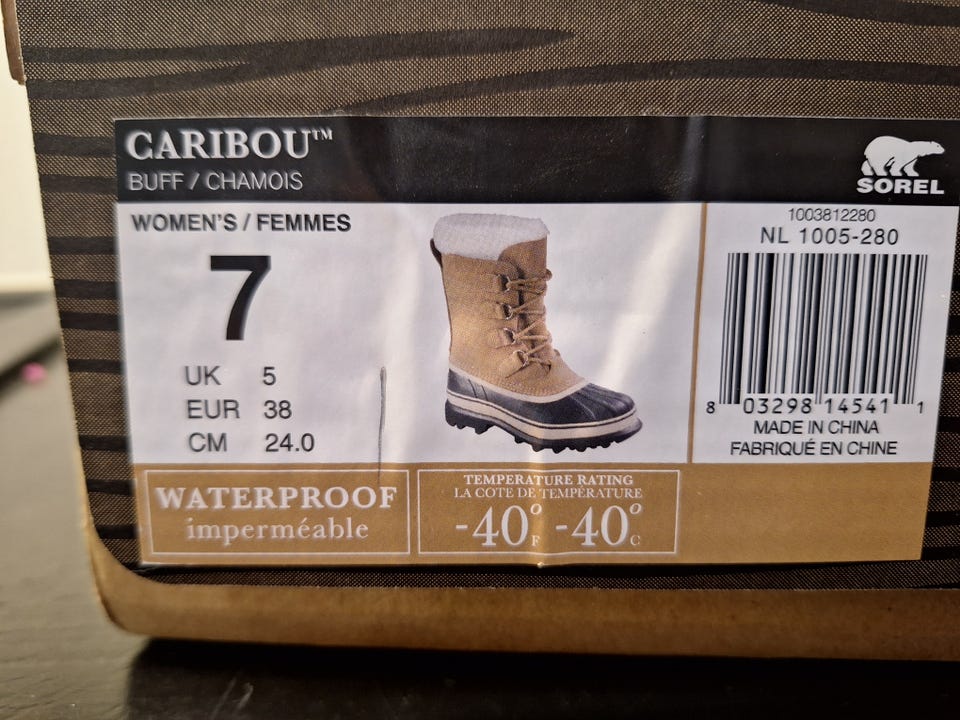 CARIBOU™
BUFF / CHAMOIS
SOREL
WOMEN'S / FEMMES
7
UK 5
EUR 38
CM 24.0
1003812280
NL 1005-280
8 03298 14541 1
MADE IN CHINA
FABRIQUÉ EN CHINE
WATERPROOF
imperméable
TEMPERATURE RATING
LA COTE DE TEMPÉRATURE
-40°F -40°C